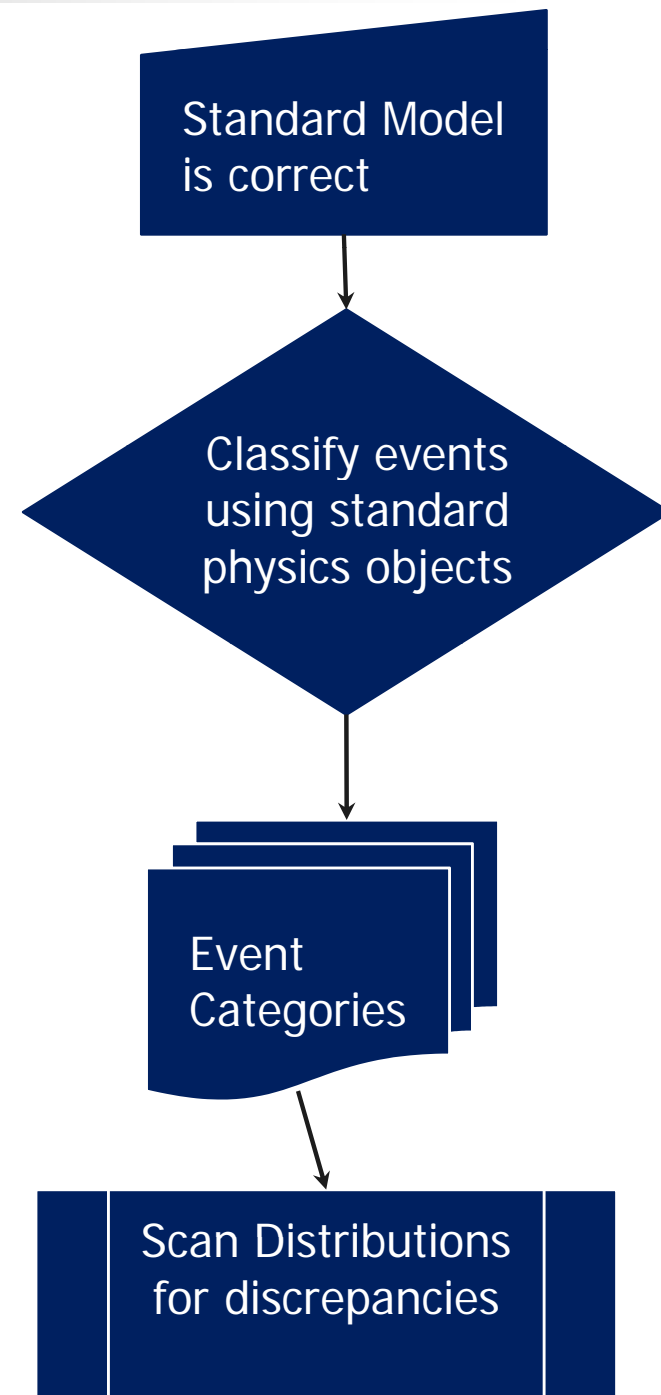 Standard Model
is correct
Classify events
using standard
physics objects
Event
Categories
Scan Distributions
for discrepancies